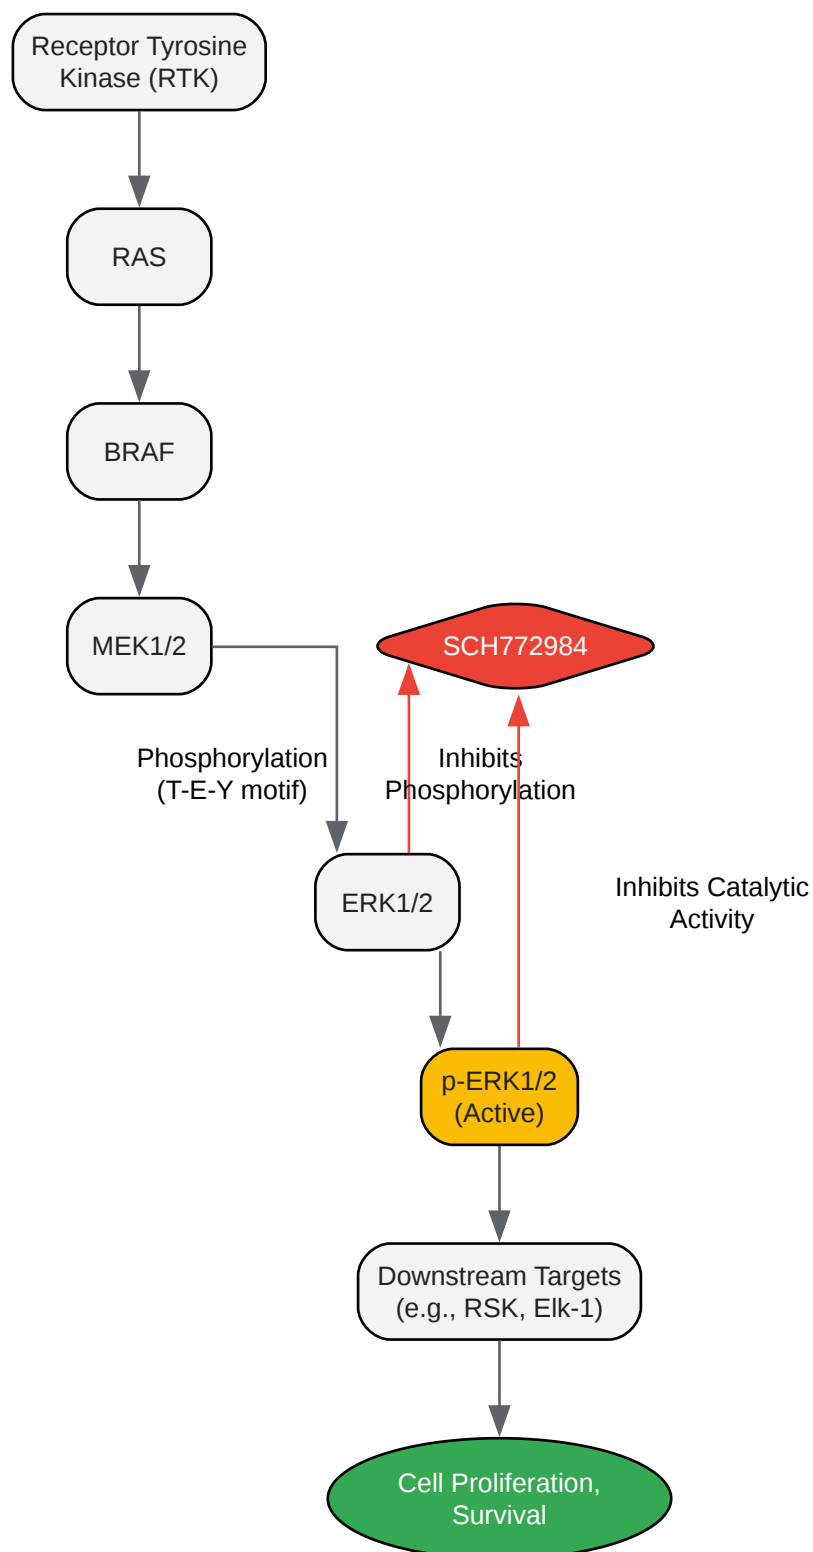 Receptor Tyrosine
Kinase (RTK)
RAS
BRAF
MEK1/2
SCH772984
Phosphorylation
(T-E-Y motif)
Inhibits
Phosphorylation
Inhibits Catalytic
Activity
ERK1/2
p-ERK1/2
(Active)
Downstream Targets
(e.g., RSK, Elk-1)
Cell Proliferation,
Survival